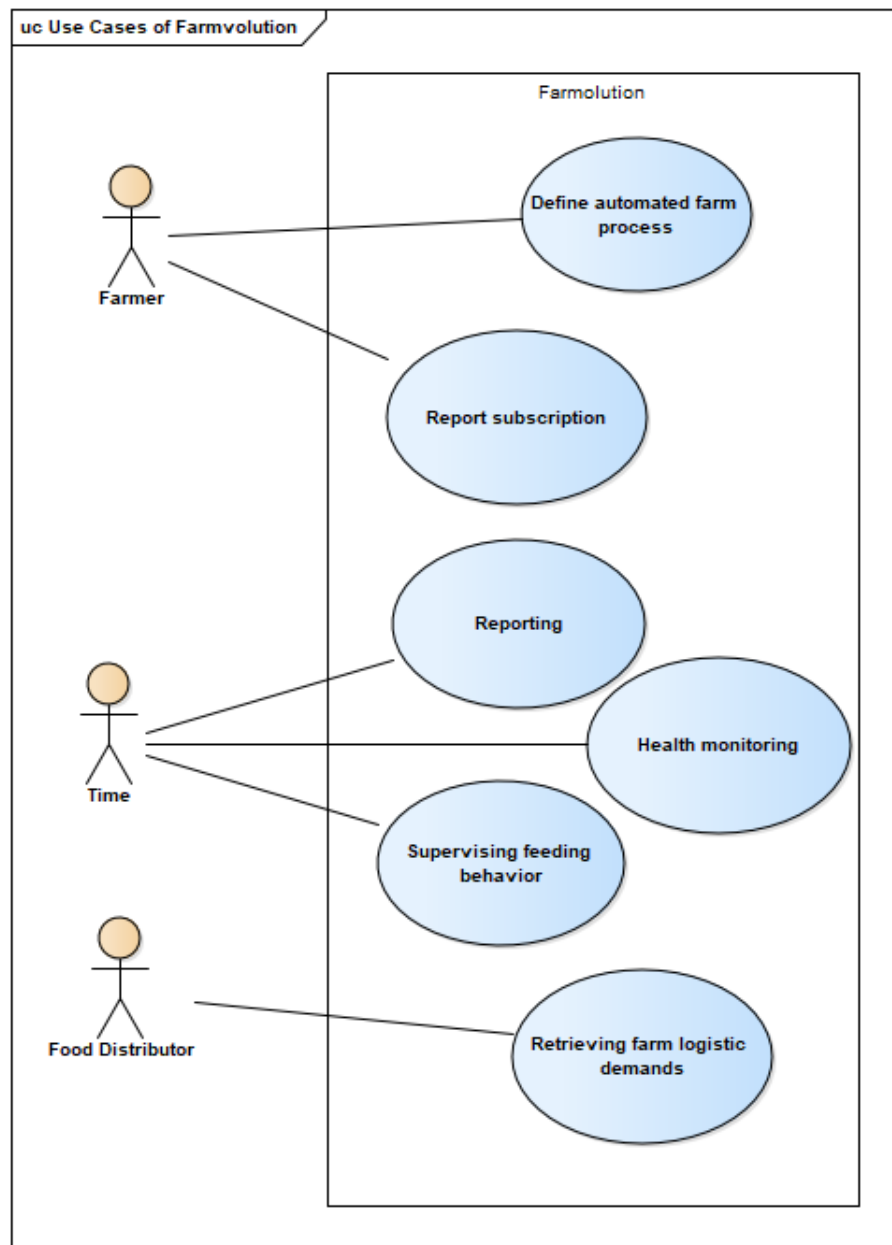 uc Use Cases of Farmvolution
Farmolution
Define automated farm
process
Farmer
Report subscription
Reporting
Health monitoring
Time
Supervising feeding
behavior
Food Distributor
Retrieving farm logistic
demands